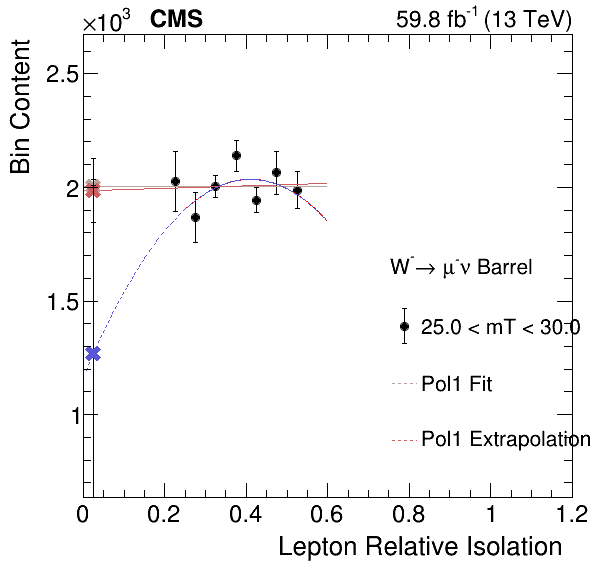 ×10³ CMS 59.8 fb⁻¹ (13 TeV)
Bin Content
2.5
2
1.5
1
0 0.2 0.4 0.6 0.8 1 1.2
Lepton Relative Isolation
W⁻→ μ⁻ν Barrel
25.0 < mT < 30.0
Pol1 Fit
Pol1 Extrapolation